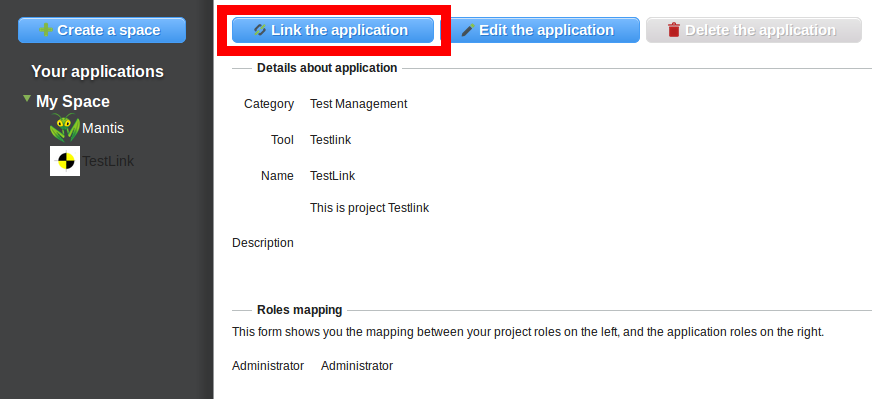 Create a space
Your applications
My Space
Mantis
TestLink
Link the application
Edit the application
Delete the application
Details about application
Category Test Management
Tool Testlink
Name TestLink
This is project Testlink
Description
Roles mapping
This form shows you the mapping between your project roles on the left, and the application roles on the right.
Administrator Administrator